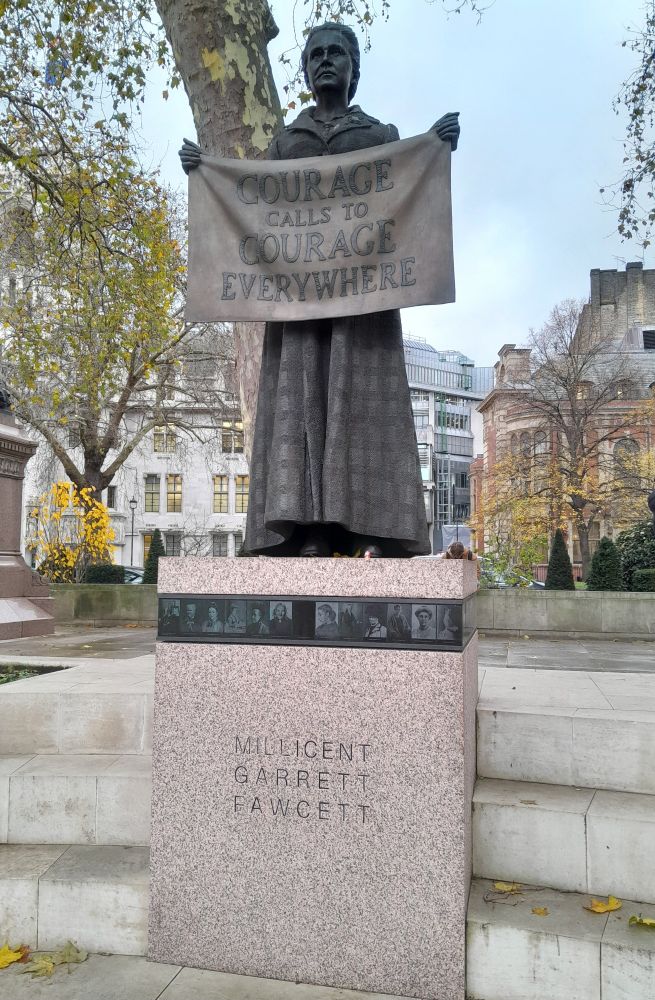 COURAGE
CALLS TO
COURAGE
EVERYWHERE
MILLICENT
GARRETT
FAWCETT